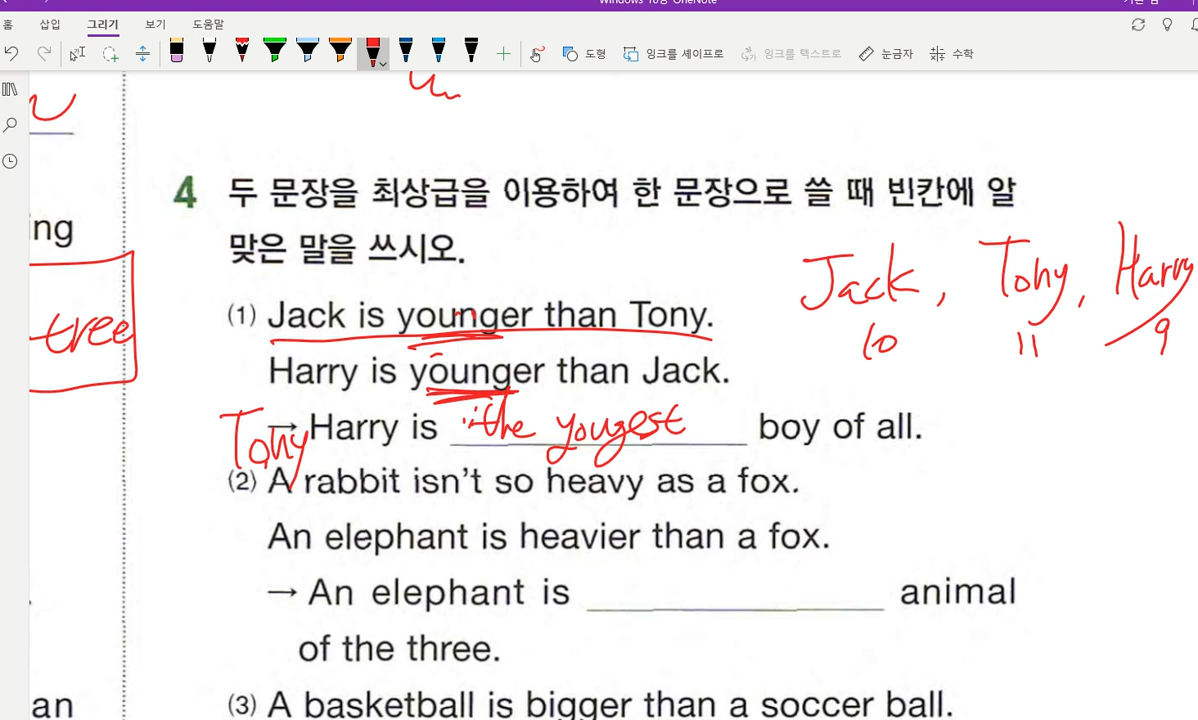 Windows 10용 OneNote
홈 삽입 그리기 보기 도움말
도형 잉크를 셰이프로 잉크를 텍스트로 눈금자 수학
4 두 문장을 최상급을 이용하여 한 문장으로 쓸 때 빈칸에 알
맞은 말을 쓰시오.
ing
tree
Jack, Tony, Harry
10 11 9
(1) Jack is younger than Tony.
Harry is younger than Jack.
Tony → Harry is the yougest boy of all.
(2) A rabbit isn't so heavy as a fox.
An elephant is heavier than a fox.
→ An elephant is ____________ animal
of the three.
an
(3) A basketball is bigger than a soccer ball.